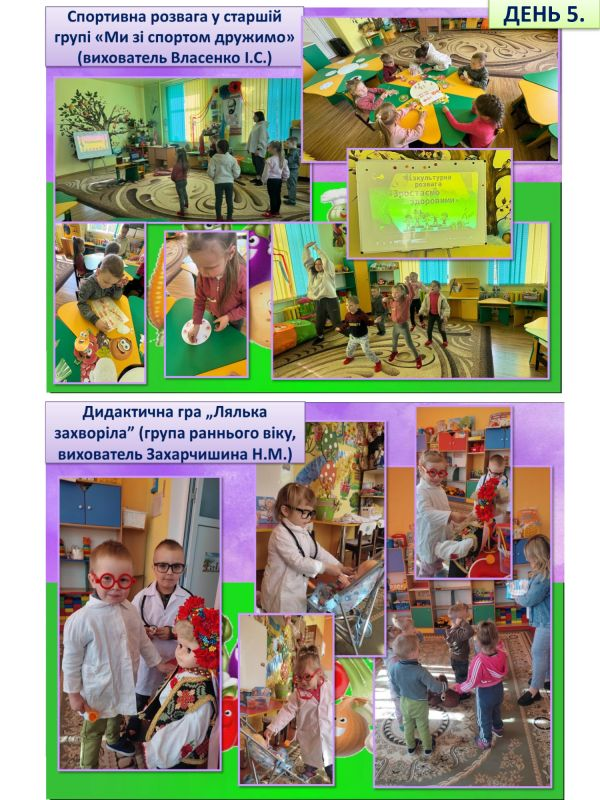 ДЕНЬ 5.
Спортивна розвага у старшій
групі «Ми зі спортом дружимо»
(вихователь Власенко І.С.)
Фізкультурна
розвага
«Зростаємо
здоровими»
Дидактична гра „Лялька
захворіла” (група раннього віку,
вихователь Захарчишина Н.М.)